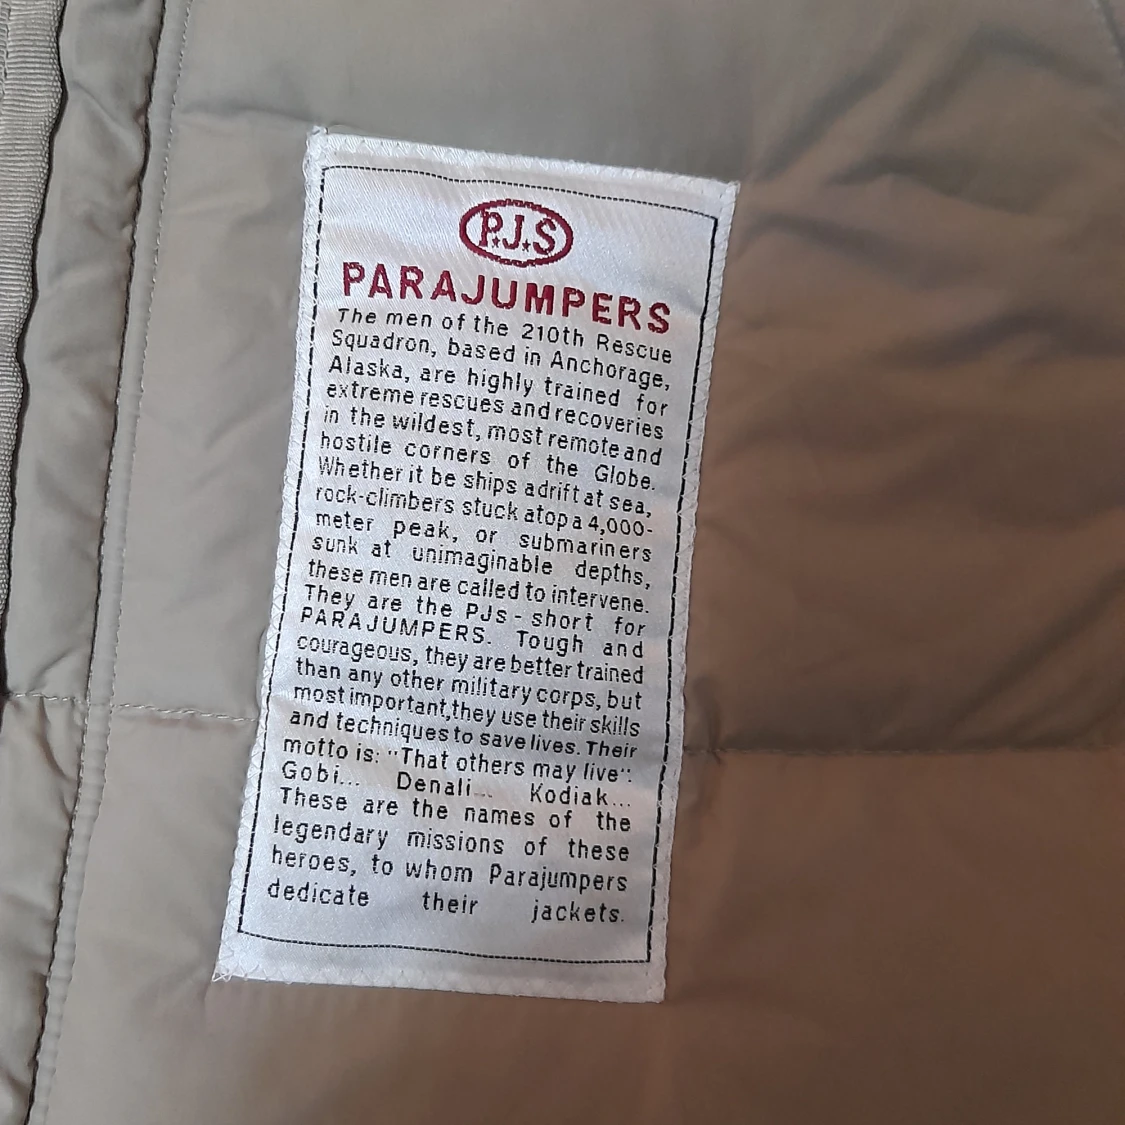 P.J.S
PARAJUMPERS
The men of the 210th Rescue
Squadron, based in Anchorage,
Alaska, are highly trained for
extreme rescues and recoveries
in the wildest, most remote and
hostile corners of the Globe.
Whether it be ships adrift at sea,
rock-climbers stuck atop a 4,000-
meter peak, or submariners
sunk at unimaginable depths,
these men are called to intervene.
They are the PJs - short for
PARAJUMPERS. Tough and
courageous, they are better trained
than any other military corps, but
most important,they use their skills
and techniques to save lives. Their
motto is: "That others may live":
Gobi... Denali... Kodiak...
These are the names of the
legendary missions of these
heroes, to whom Parajumpers
dedicate their jackets.